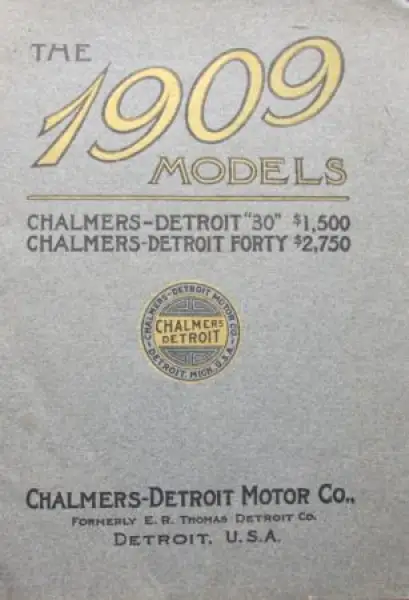 THE
1909
MODELS
CHALMERS-DETROIT "30" $1,500
CHALMERS-DETROIT FORTY $2,750
CHALMERS-DETROIT MOTOR CO.
CHALMERS
DETROIT
DETROIT, MICH., U.S.A.
CHALMERS-DETROIT MOTOR CO.,
FORMERLY E. R. THOMAS DETROIT CO.
DETROIT, U.S.A.